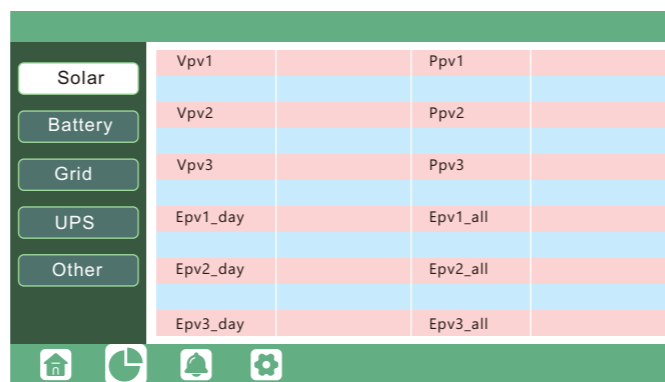 Solar
Battery
Grid
UPS
Other
Vpv1 Ppv1
Vpv2 Ppv2
Vpv3 Ppv3
Epv1_day Epv1_all
Epv2_day Epv2_all
Epv3_day Epv3_all